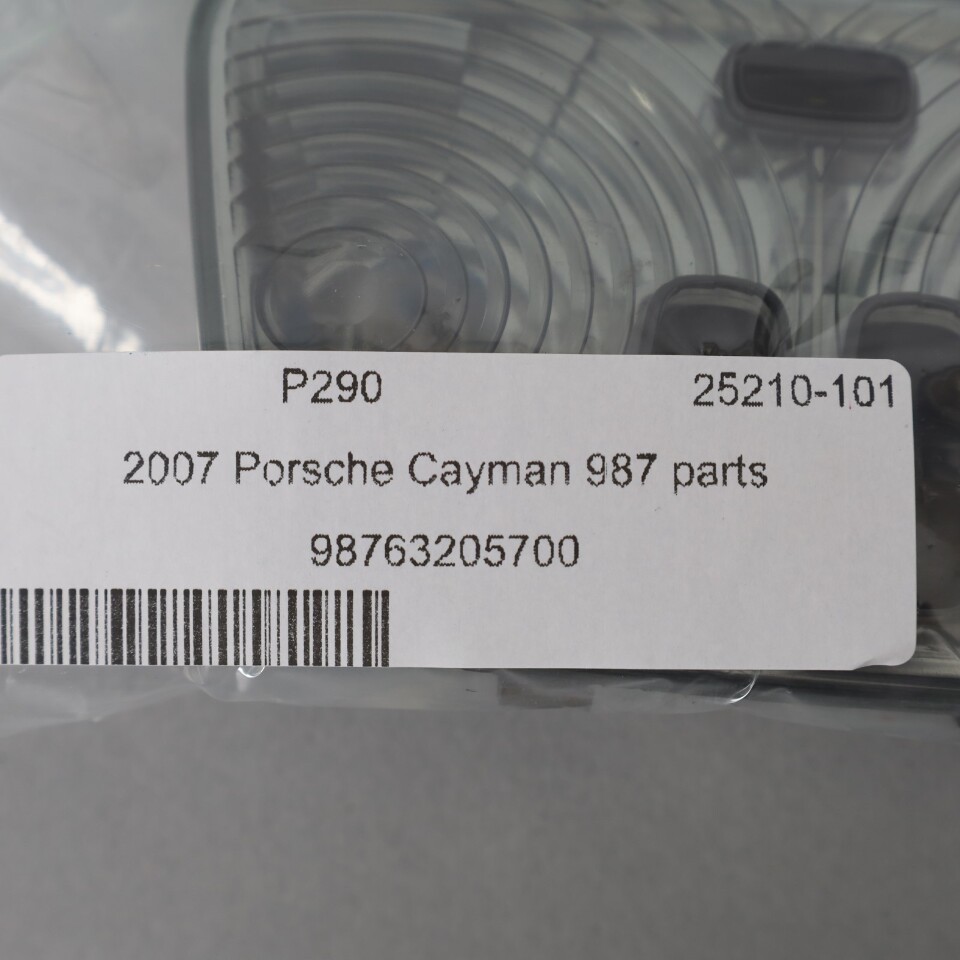 P290 25210-101
2007 Porsche Cayman 987 parts
98763205700